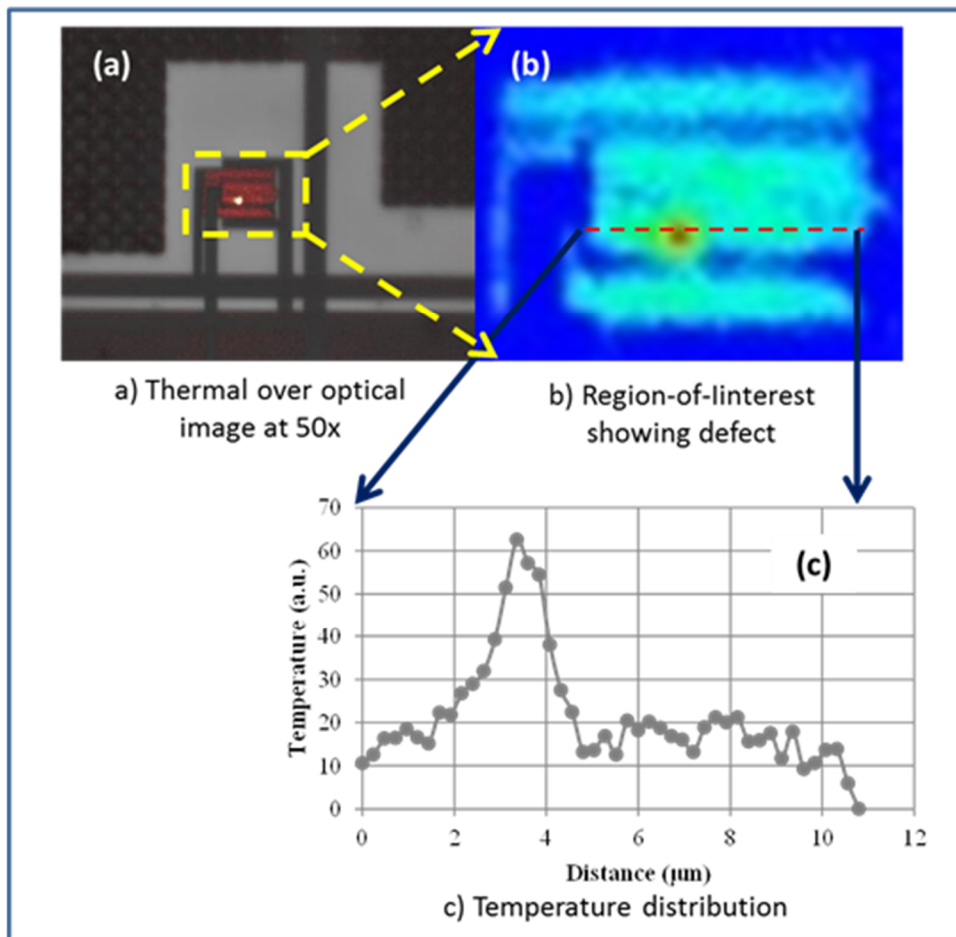 (a)
(b)
a) Thermal over optical
image at 50x
b) Region-of-Iinterest
showing defect
70
60
50
40
30
20
10
0
Temperature (a.u.)
(c)
0 2 4 6 8 10 12
Distance (μm)
c) Temperature distribution